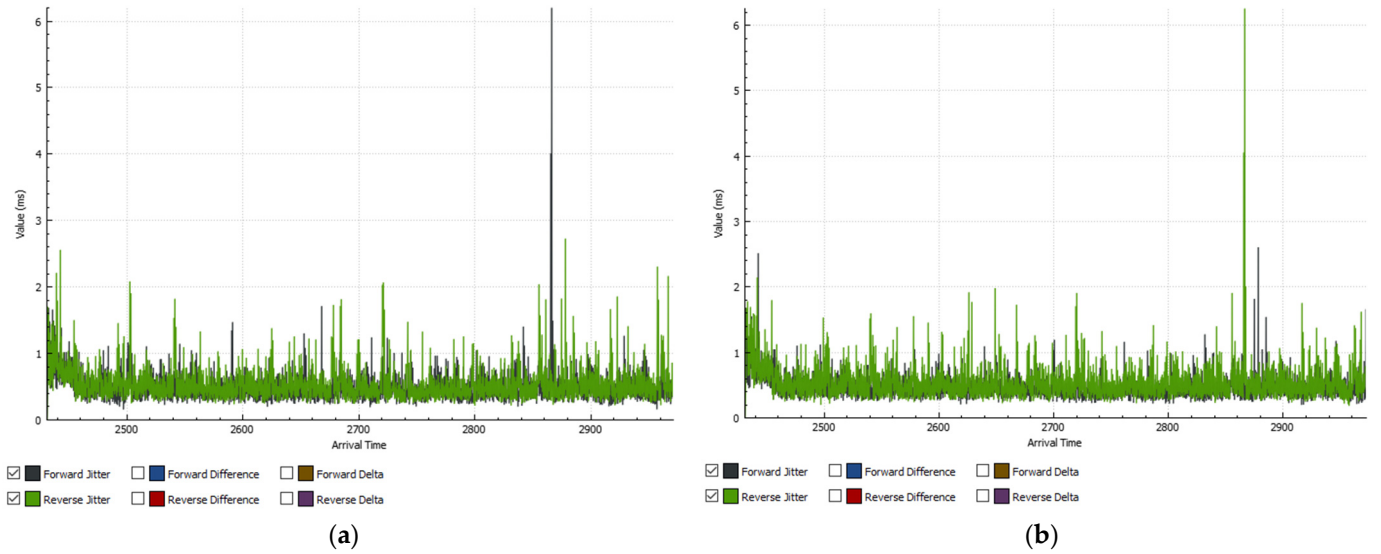 6
5
4
3
2
1
0
Value (ms)
2500 2600 2700 2800 2900
Arrival Time
Forward Jitter Forward Difference Forward Delta
Reverse Jitter Reverse Difference Reverse Delta
(a)
6
5
4
3
2
1
0
Value (ms)
2500 2600 2700 2800 2900
Arrival Time
Forward Jitter Forward Difference Forward Delta
Reverse Jitter Reverse Difference Reverse Delta
(b)